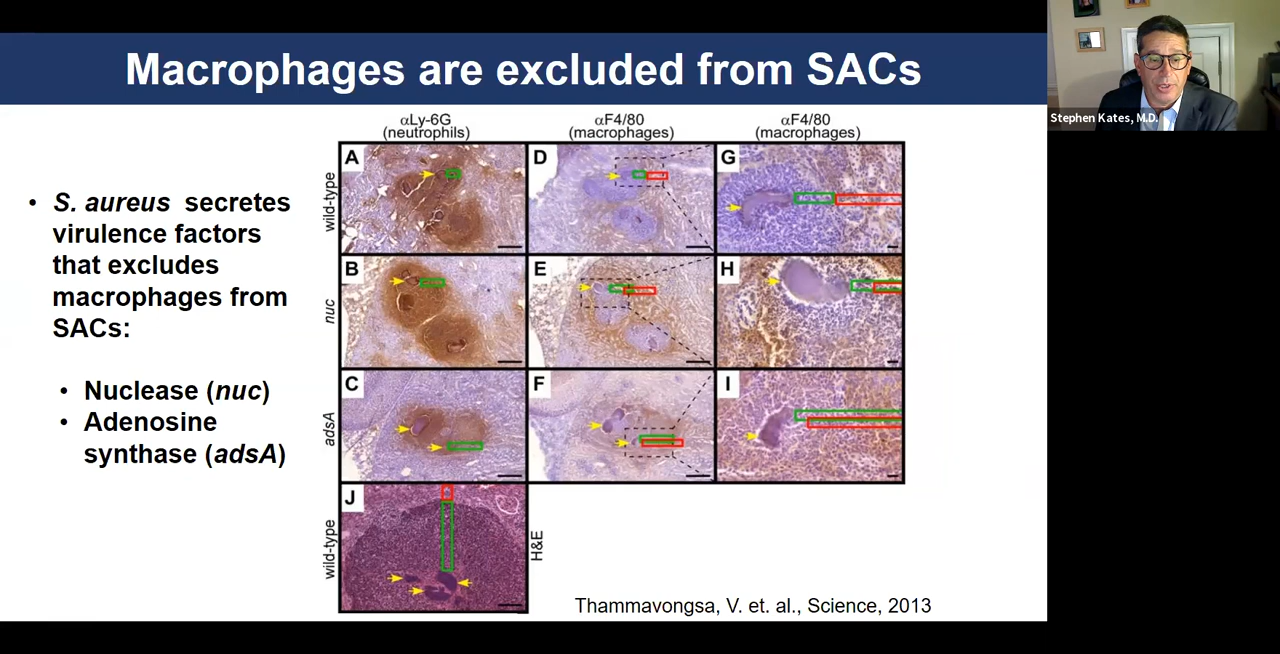 Macrophages are excluded from SACs
Stephen Kates, M.D.
αLy-6G
(neutrophils)
αF4/80
(macrophages)
αF4/80
(macrophages)
• S. aureus secretes
virulence factors
that excludes
macrophages from
SACs:
• Nuclease (nuc)
• Adenosine
synthase (adsA)
wild-type
A
D
G
nuc
B
E
H
adsA
C
F
I
wild-type
J
H&E
Thammavongsa, V. et. al., Science, 2013